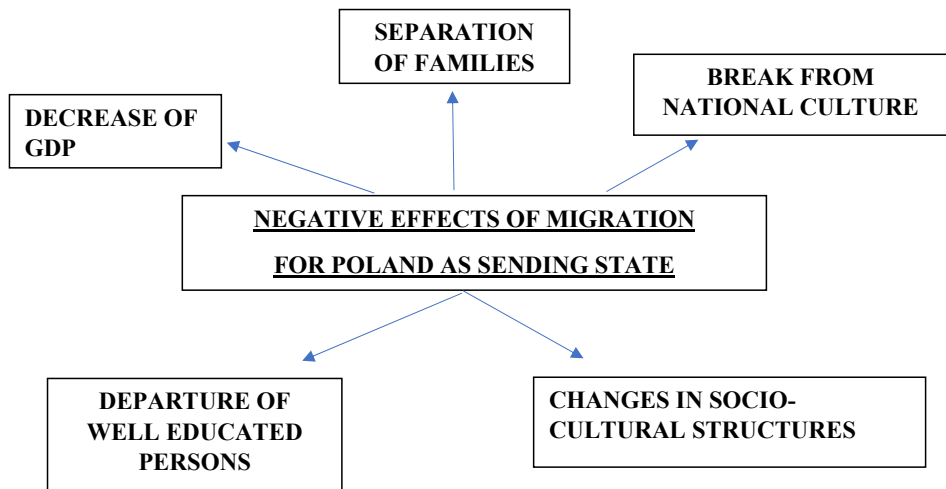 SEPARATION
OF FAMILIES
BREAK FROM
NATIONAL CULTURE
DECREASE OF
GDP
NEGATIVE EFFECTS OF MIGRATION
FOR POLAND AS SENDING STATE
DEPARTURE OF
WELL EDUCATED
PERSONS
CHANGES IN SOCIO-
CULTURAL STRUCTURES